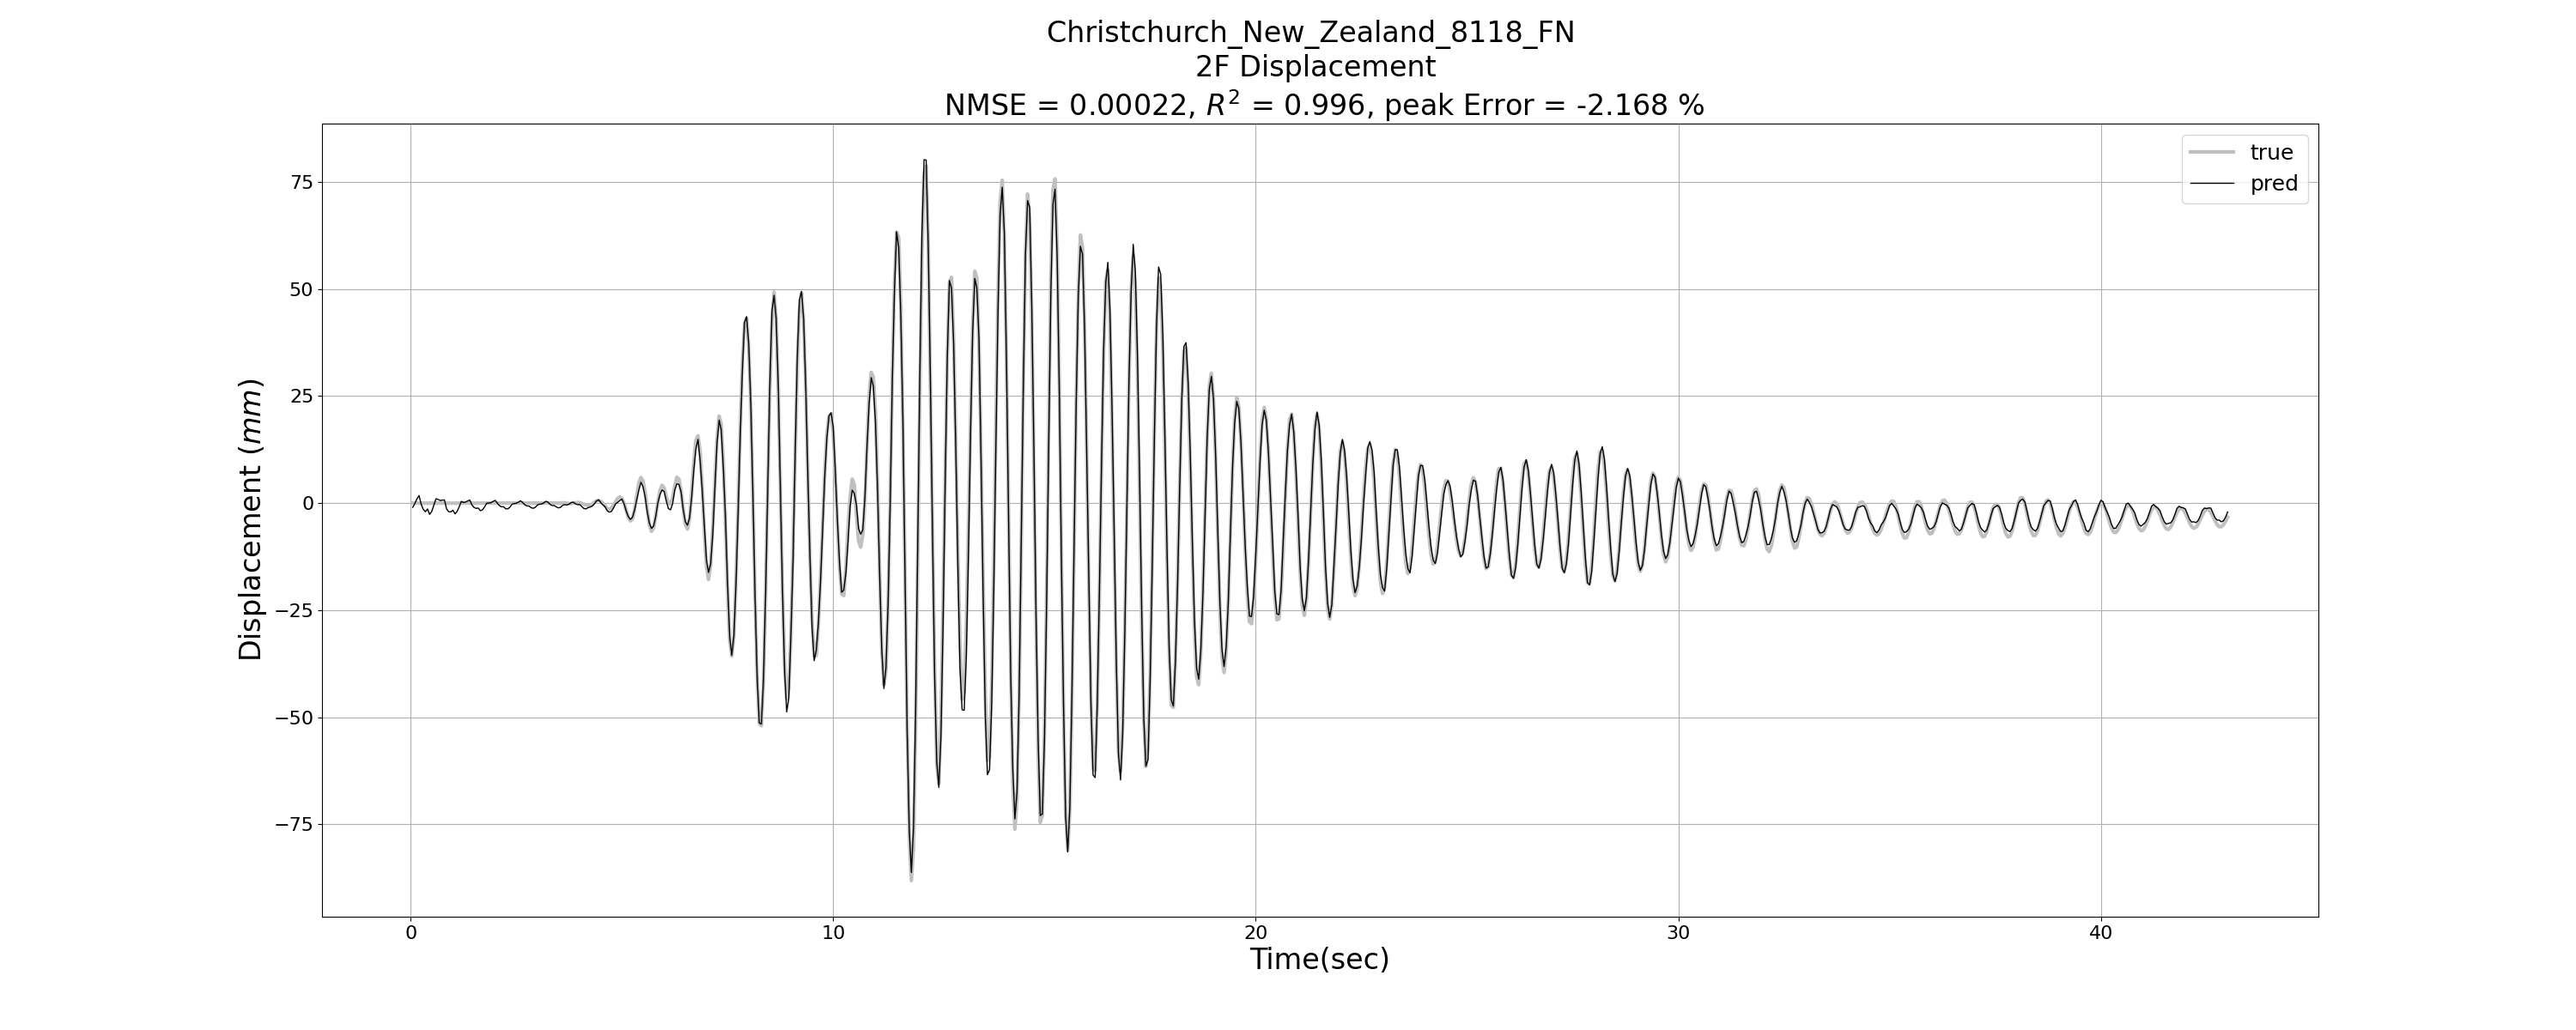 Christchurch_New_Zealand_8118_FN
2F Displacement
NMSE = 0.00022, R² = 0.996, peak Error = -2.168 %
true
pred
75
50
25
0
−25
−50
−75
Displacement (mm)
0 10 20 30 40
Time(sec)